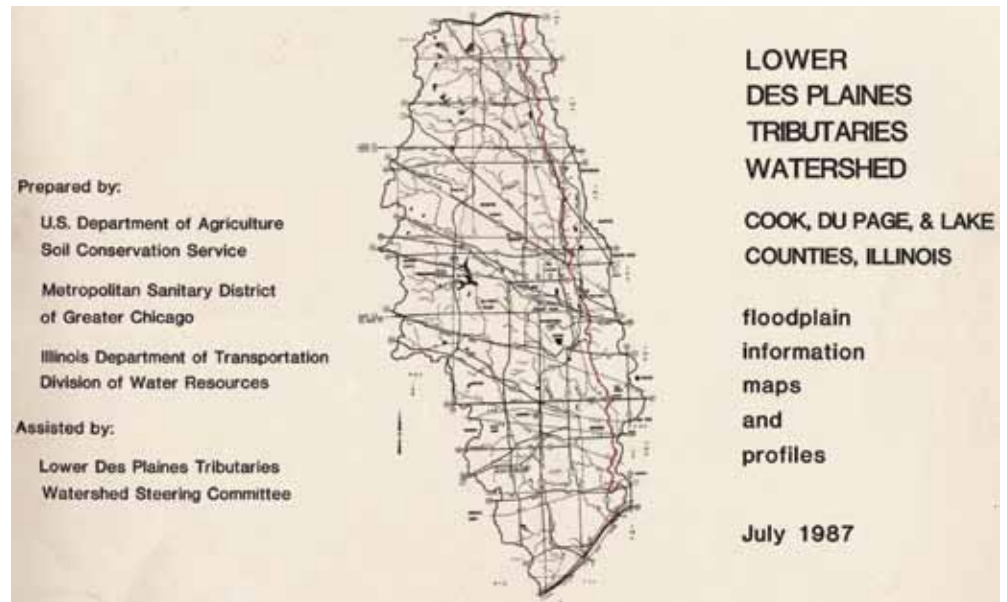 Prepared by:
U.S. Department of Agriculture
Soil Conservation Service
Metropolitan Sanitary District
of Greater Chicago
Illinois Department of Transportation
Division of Water Resources
Assisted by:
Lower Des Plaines Tributaries
Watershed Steering Committee
LOWER
DES PLAINES
TRIBUTARIES
WATERSHED
COOK, DU PAGE, & LAKE
COUNTIES, ILLINOIS
floodplain
information
maps
and
profiles
July 1987